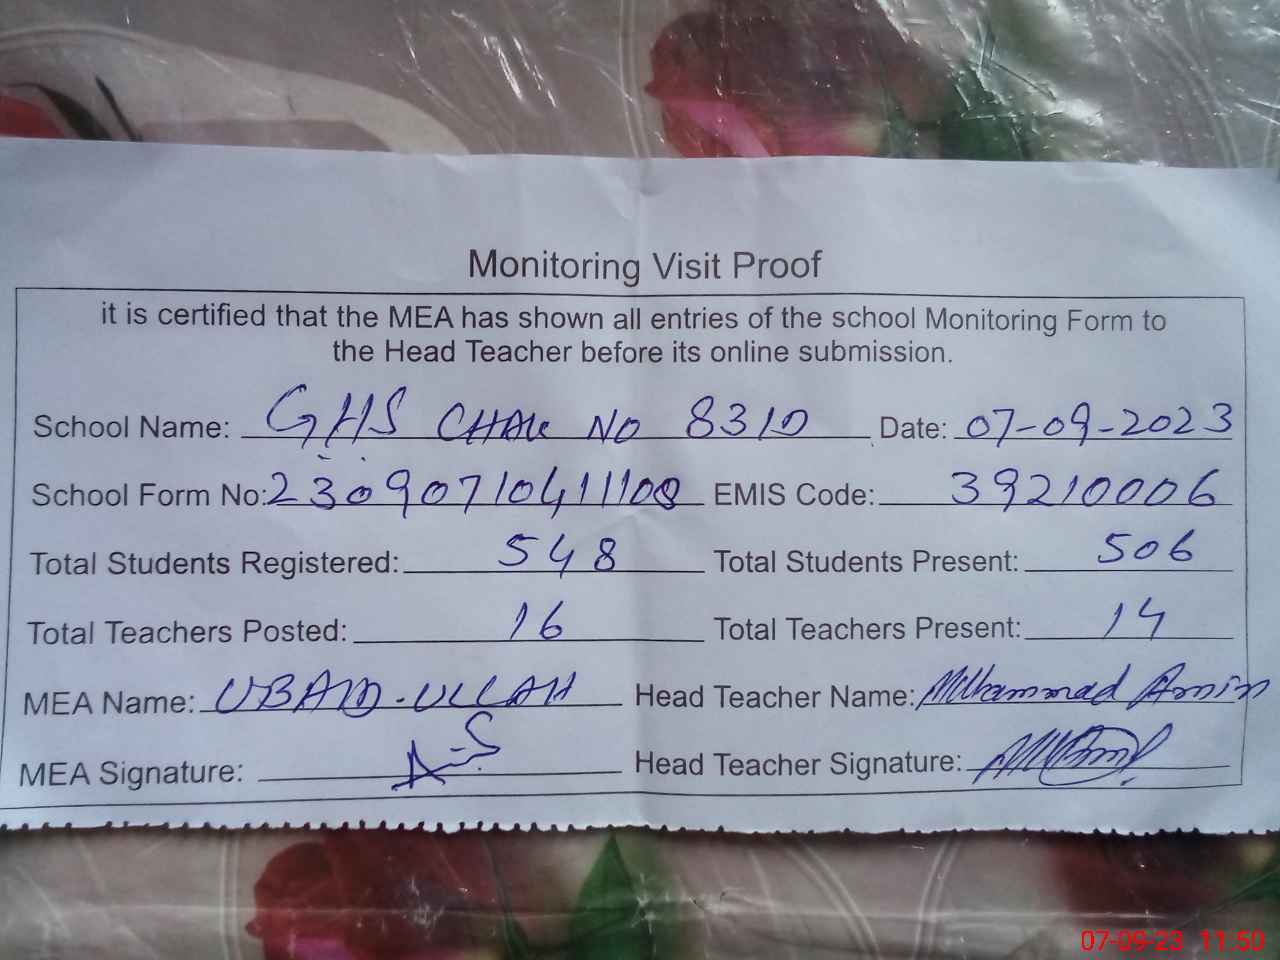 Monitoring Visit Proof
it is certified that the MEA has shown all entries of the school Monitoring Form to
the Head Teacher before its online submission.
School Name: GHS CHAK NO 831D Date: 07-09-2023
School Form No: 23090710411108 EMIS Code: 39210006
Total Students Registered: 548 Total Students Present: 506
Total Teachers Posted: 16 Total Teachers Present: 14
MEA Name: UBAID-ULLAH Head Teacher Name: Muhammad Amin
MEA Signature: Head Teacher Signature:
07-09-23 11:50